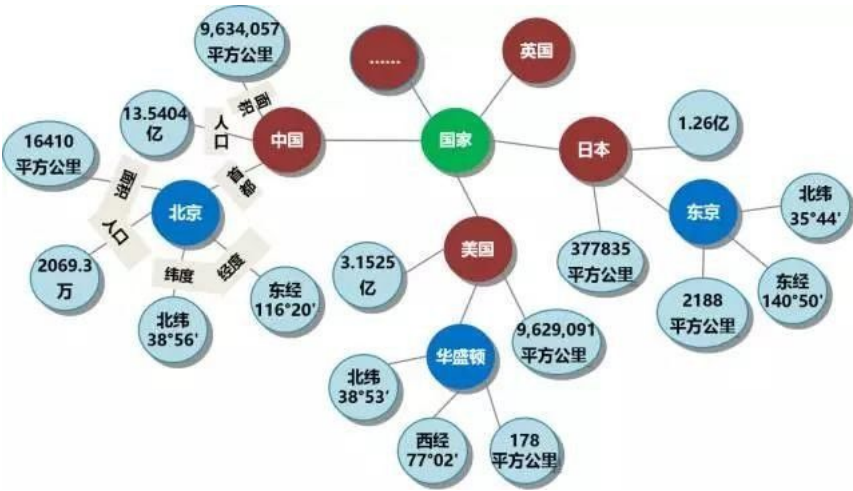 9,634,057
平方公里
......
英国
13.5404
亿
人口
面积
中国
国家
日本
1.26亿
16410
平方公里
面积
首都
北京
人口
2069.3
万
纬度
经度
北纬
38°56'
东经
116°20'
美国
3.1525
亿
9,629,091
平方公里
华盛顿
北纬
38°53'
西经
77°02'
178
平方公里
377835
平方公里
东京
北纬
35°44'
东经
140°50'
2188
平方公里